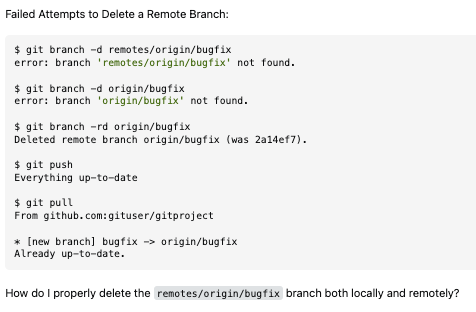 Failed Attempts to Delete a Remote Branch:
$ git branch -d remotes/origin/bugfix
error: branch 'remotes/origin/bugfix' not found.
$ git branch -d origin/bugfix
error: branch 'origin/bugfix' not found.
$ git branch -rd origin/bugfix
Deleted remote branch origin/bugfix (was 2a14ef7).
$ git push
Everything up-to-date
$ git pull
From github.com:gituser/gitproject
* [new branch] bugfix -> origin/bugfix
Already up-to-date.
How do I properly delete the remotes/origin/bugfix branch both locally and remotely?